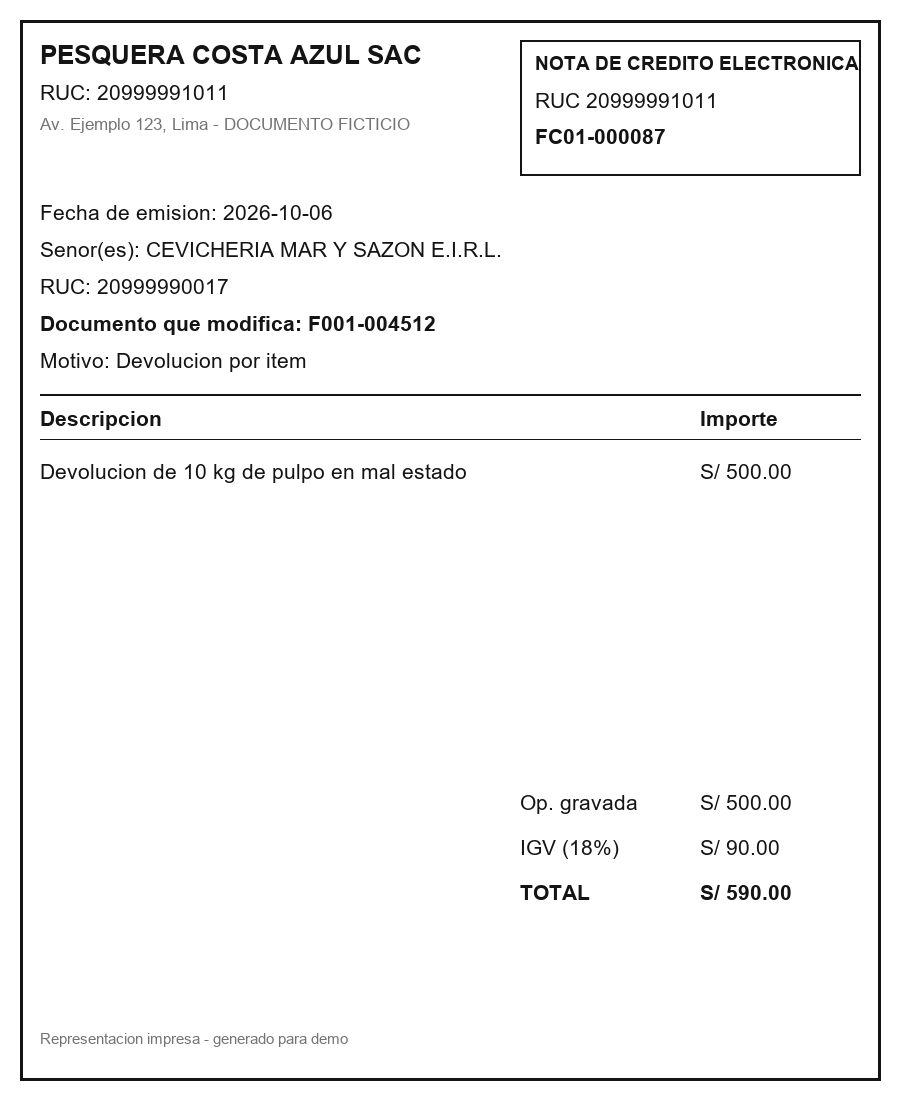 PESQUERA COSTA AZUL SAC
RUC: 20999991011
Av. Ejemplo 123, Lima - DOCUMENTO FICTICIO
NOTA DE CREDITO ELECTRONICA
RUC 20999991011
FC01-000087
Fecha de emision: 2026-10-06
Senor(es): CEVICHERIA MAR Y SAZON E.I.R.L.
RUC: 20999990017
Documento que modifica: F001-004512
Motivo: Devolucion por item
Descripcion Importe
Devolucion de 10 kg de pulpo en mal estado S/ 500.00
Op. gravada S/ 500.00
IGV (18%) S/ 90.00
TOTAL S/ 590.00
Representacion impresa - generado para demo